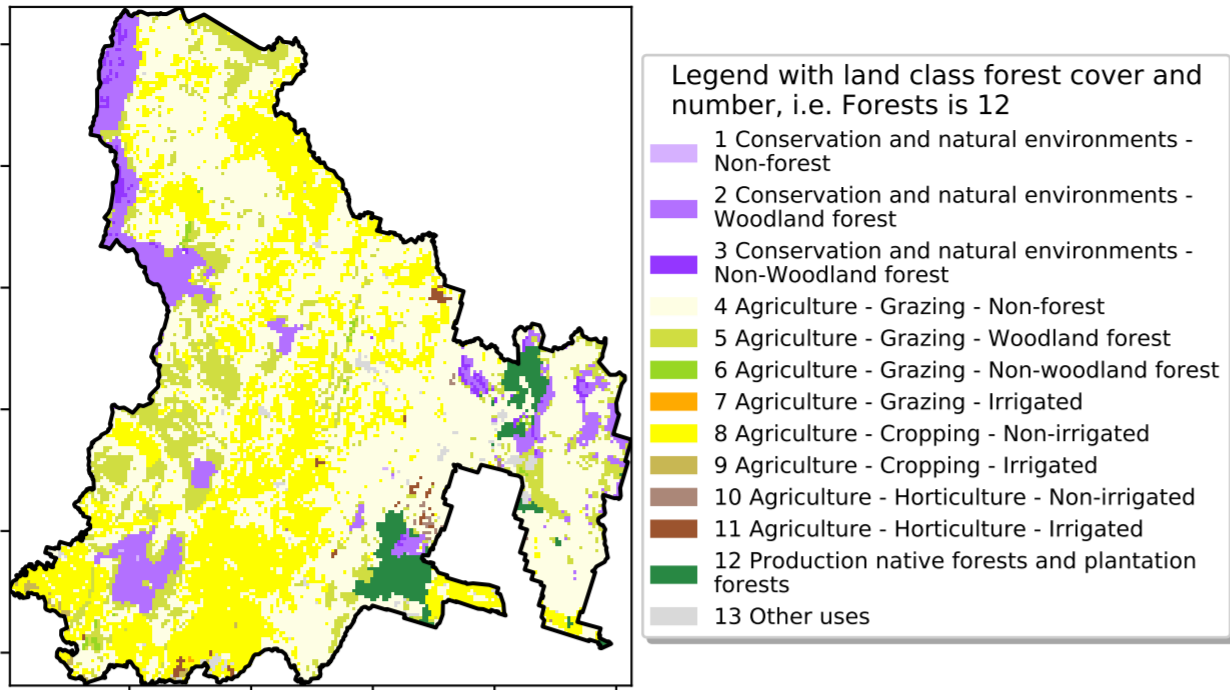 Legend with land class forest cover and
number, i.e. Forests is 12
1 Conservation and natural environments -
Non-forest
2 Conservation and natural environments -
Woodland forest
3 Conservation and natural environments -
Non-Woodland forest
4 Agriculture - Grazing - Non-forest
5 Agriculture - Grazing - Woodland forest
6 Agriculture - Grazing - Non-woodland forest
7 Agriculture - Grazing - Irrigated
8 Agriculture - Cropping - Non-irrigated
9 Agriculture - Cropping - Irrigated
10 Agriculture - Horticulture - Non-irrigated
11 Agriculture - Horticulture - Irrigated
12 Production native forests and plantation
forests
13 Other uses